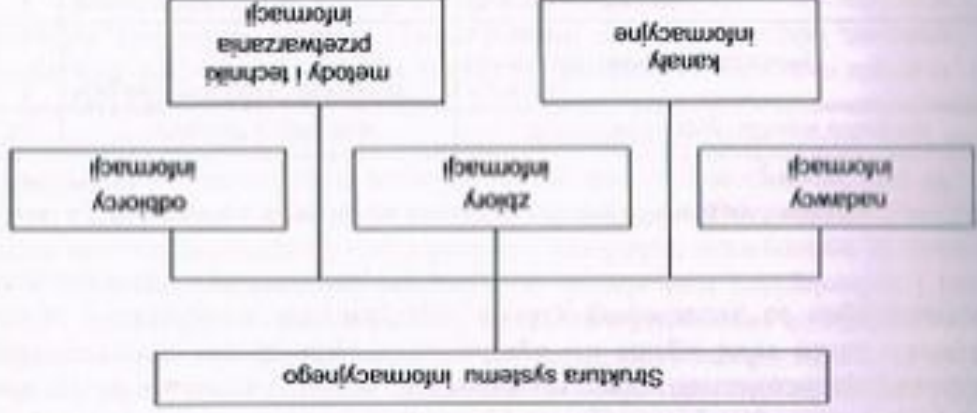 Struktura systemu informacyjnego
nadawcy
informacji
zbiory
informacji
odbiorcy
informacji
kanały
informacyjne
metody i techniki
przetwarzania
informacji